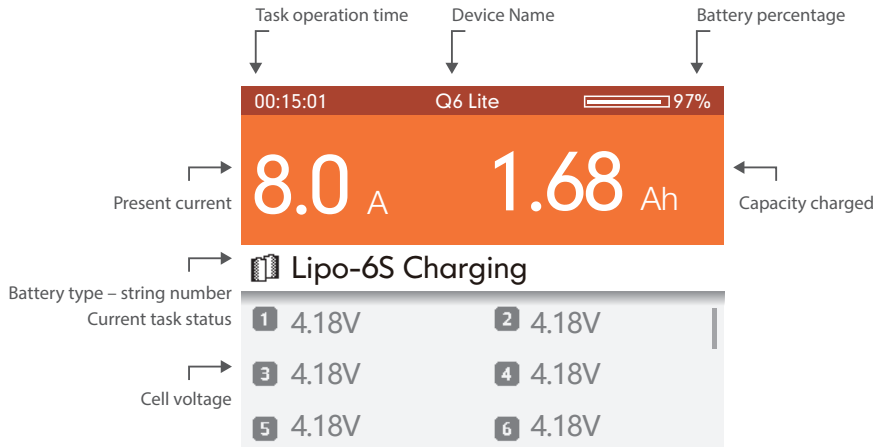 Task operation time
Device Name
Battery percentage
00:15:01
Q6 Lite
97%
Present current
8.0 A
1.68 Ah
Capacity charged
Lipo-6S Charging
Battery type – string number
Current task status
1 4.18V
2 4.18V
Cell voltage
3 4.18V
4 4.18V
5 4.18V
6 4.18V